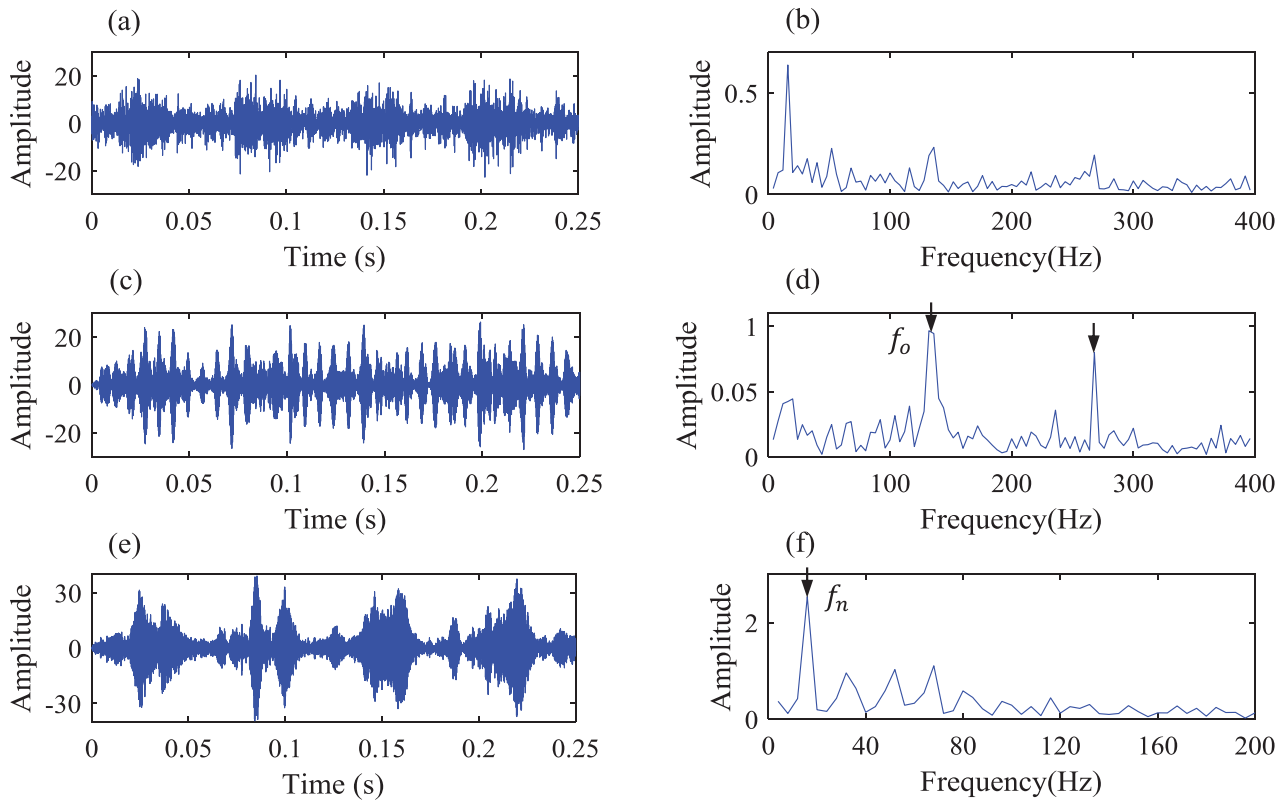 (a)
Amplitude
20
0
-20
0 0.05 0.1 0.15 0.2 0.25
Time (s)
(b)
Amplitude
0.5
0
0 100 200 300 400
Frequency(Hz)
(c)
Amplitude
20
0
-20
0 0.05 0.1 0.15 0.2 0.25
Time (s)
(d)
Amplitude
1
0.05
0
fo
0 100 200 300 400
Frequency(Hz)
(e)
Amplitude
30
0
-30
0 0.05 0.1 0.15 0.2 0.25
Time (s)
(f)
Amplitude
2
0
fn
0 40 80 120 160 200
Frequency(Hz)